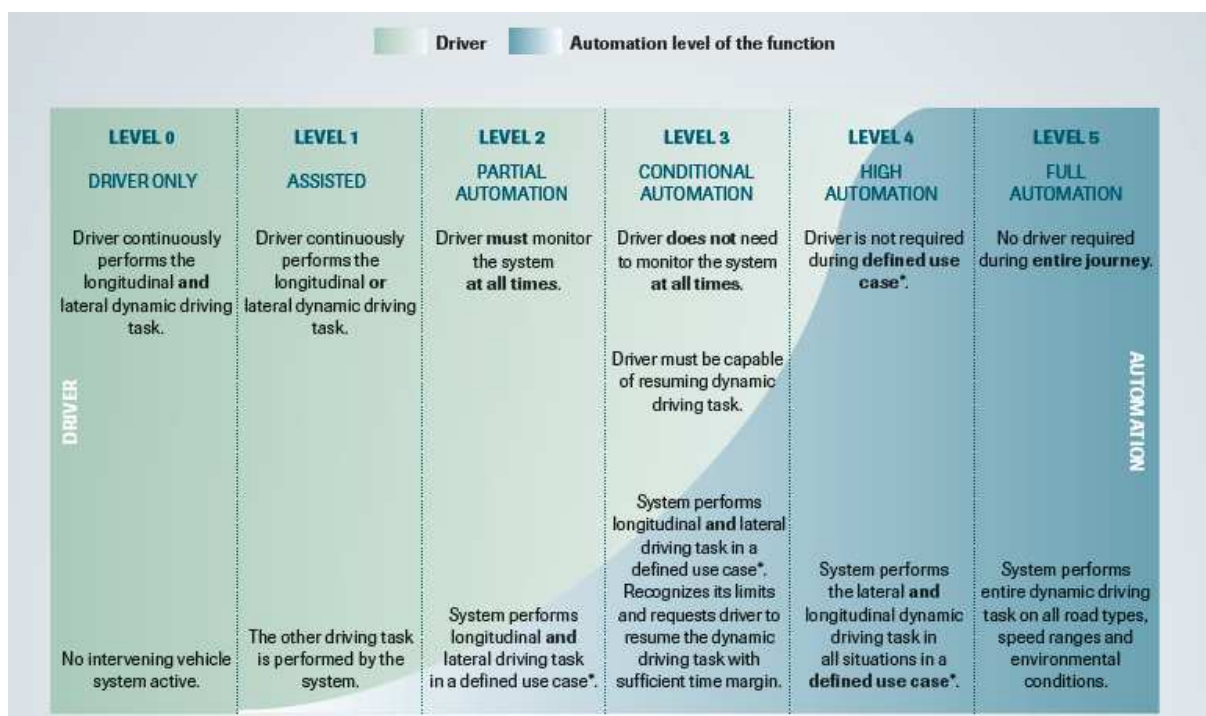 Driver
Automation level of the function
LEVEL 0
DRIVER ONLY
Driver continuously
performs the
longitudinal and
lateral dynamic driving
task.
No intervening vehicle
system active.
LEVEL 1
ASSISTED
Driver continuously
performs the
longitudinal or
lateral dynamic driving
task.
The other driving task
is performed by the
system.
LEVEL 2
PARTIAL
AUTOMATION
Driver must monitor
the system
at all times.
System performs
longitudinal and
lateral driving task
in a defined use case*.
LEVEL 3
CONDITIONAL
AUTOMATION
Driver does not need
to monitor the system
at all times.
Driver must be capable
of resuming dynamic
driving task.
System performs
longitudinal and lateral
driving task in a
defined use case*.
Recognizes its limits
and requests driver to
resume the dynamic
driving task with
sufficient time margin.
LEVEL 4
HIGH
AUTOMATION
Driver is not required
during defined use
case*.
System performs
the lateral and
longitudinal dynamic
driving task in
all situations in a
defined use case*.
LEVEL 5
FULL
AUTOMATION
No driver required
during entire journey.
System performs
entire dynamic driving
task on all road types,
speed ranges and
environmental
conditions.
DRIVER
AUTOMATION